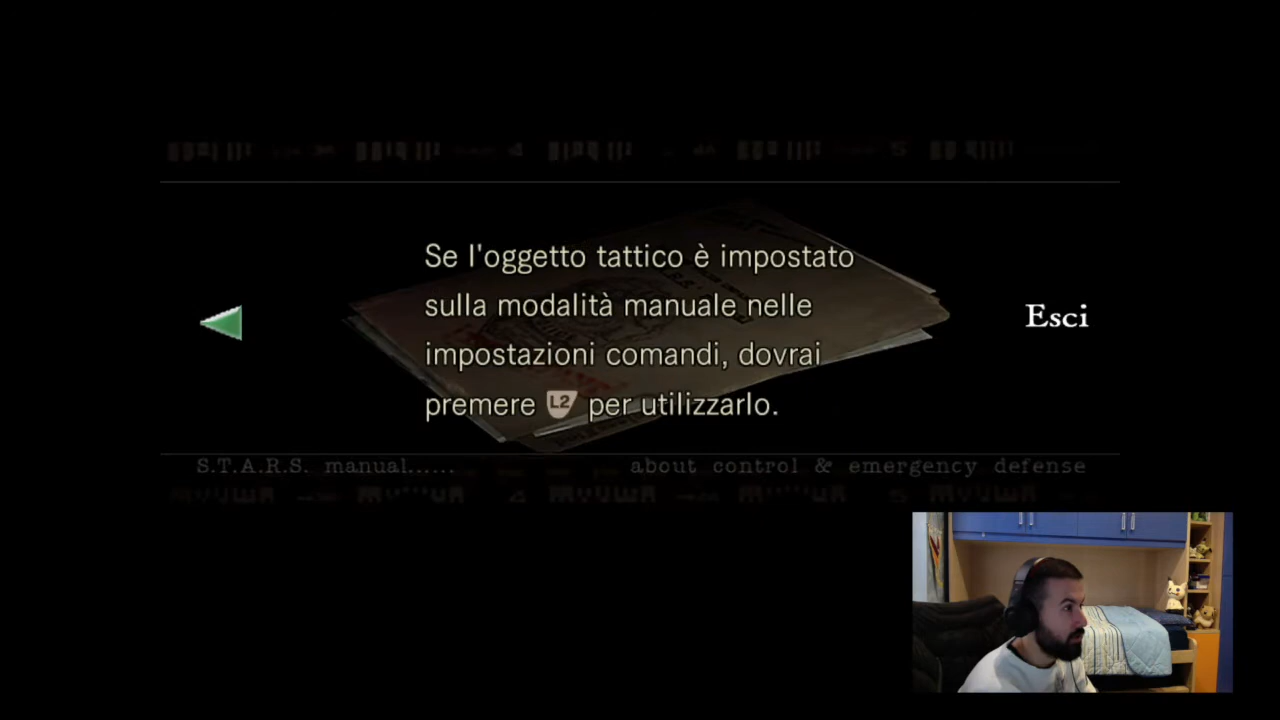 Se l'oggetto tattico è impostato
sulla modalità manuale nelle
impostazioni comandi, dovrai
premere L2 per utilizzarlo.
Esci
S.T.A.R.S. manual...... about control & emergency defense